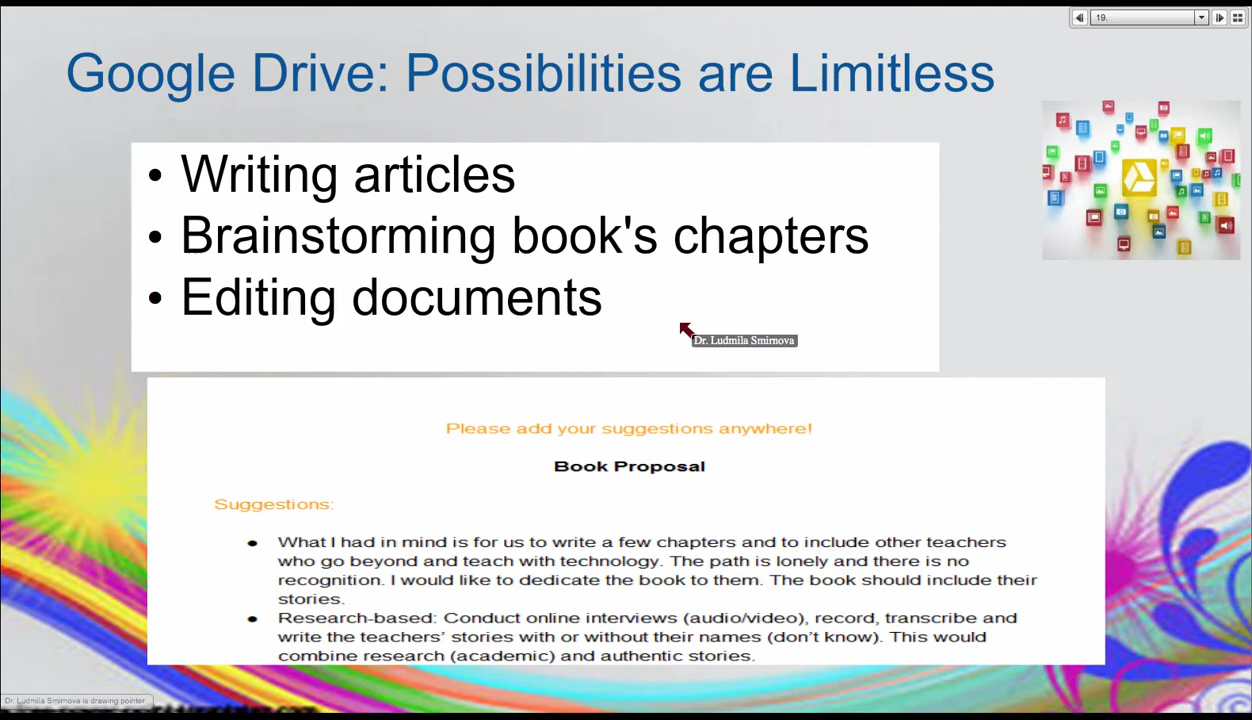 19.
Google Drive: Possibilities are Limitless
• Writing articles
• Brainstorming book's chapters
• Editing documents
Dr. Ludmila Smirnova
Please add your suggestions anywhere!
Book Proposal
Suggestions:
● What I had in mind is for us to write a few chapters and to include other teachers
who go beyond and teach with technology. The path is lonely and there is no
recognition. I would like to dedicate the book to them. The book should include their
stories.
● Research-based: Conduct online interviews (audio/video), record, transcribe and
write the teachers' stories with or without their names (don't know). This would
combine research (academic) and authentic stories.
Dr. Ludmila Smirnova is drawing pointer